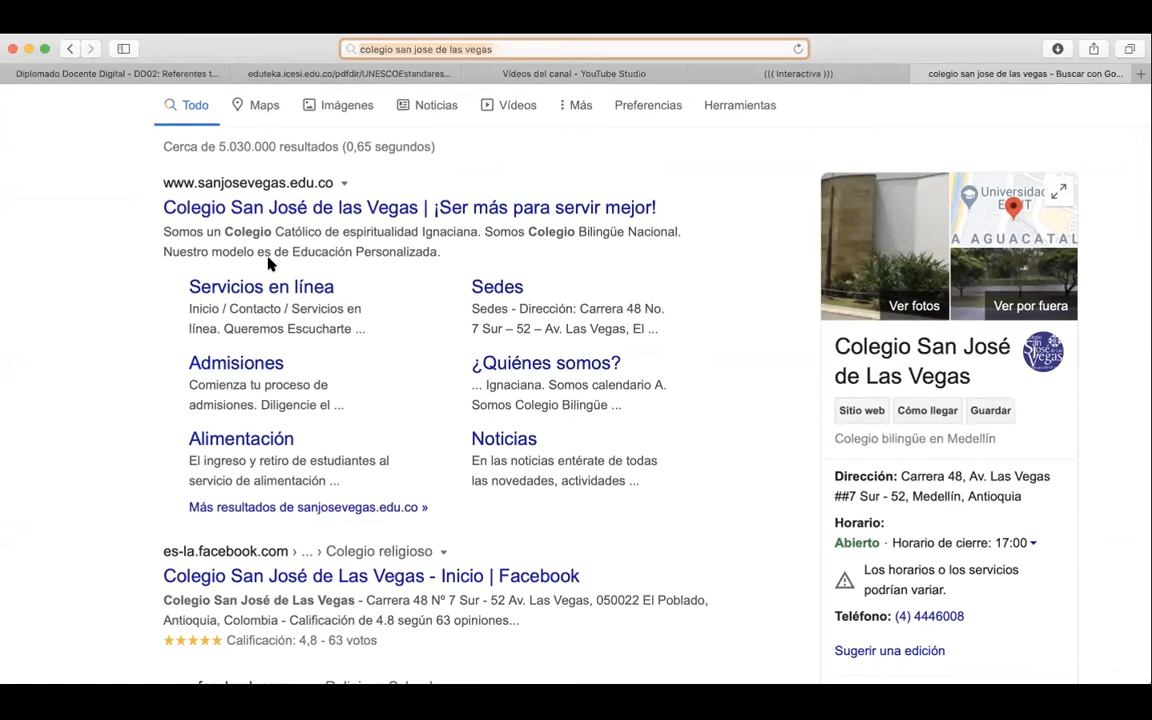 colegio san jose de las vegas
Diplomado Docente Digital - DD02: Referentes t...
eduteka.icesi.edu.co/pdfdir/UNESCOEstandares...
Vídeos del canal - YouTube Studio
((( Interactiva )))
colegio san jose de las vegas - Buscar con Go...
Todo Maps Imágenes Noticias Vídeos Más Preferencias Herramientas
Cerca de 5.030.000 resultados (0,65 segundos)
www.sanjosevegas.edu.co
Colegio San José de las Vegas | ¡Ser más para servir mejor!
Somos un Colegio Católico de espiritualidad Ignaciana. Somos Colegio Bilingüe Nacional.
Nuestro modelo es de Educación Personalizada.
Servicios en línea
Inicio / Contacto / Servicios en
línea. Queremos Escucharte ...
Sedes
Sedes - Dirección: Carrera 48 No.
7 Sur – 52 – Av. Las Vegas, El ...
Admisiones
Comienza tu proceso de
admisiones. Diligencie el ...
¿Quiénes somos?
... Ignaciana. Somos calendario A.
Somos Colegio Bilingüe ...
Alimentación
El ingreso y retiro de estudiantes al
servicio de alimentación ...
Noticias
En las noticias entérate de todas
las novedades, actividades ...
Más resultados de sanjosevegas.edu.co »
es-la.facebook.com › ... › Colegio religioso
Colegio San José de Las Vegas - Inicio | Facebook
Colegio San José de Las Vegas - Carrera 48 Nº 7 Sur - 52 Av. Las Vegas, 050022 El Poblado,
Antioquia, Colombia - Calificación de 4.8 según 63 opiniones...
Calificación: 4,8 - 63 votos
Universidad
A AGUACATAL
Ver fotos
Ver por fuera
Colegio San José
de Las Vegas
San José Vegas
Sitio web
Cómo llegar
Guardar
Colegio bilingüe en Medellín
Dirección: Carrera 48, Av. Las Vegas
##7 Sur - 52, Medellín, Antioquia
Horario:
Abierto · Horario de cierre: 17:00
Los horarios o los servicios
podrían variar.
Teléfono: (4) 4446008
Sugerir una edición